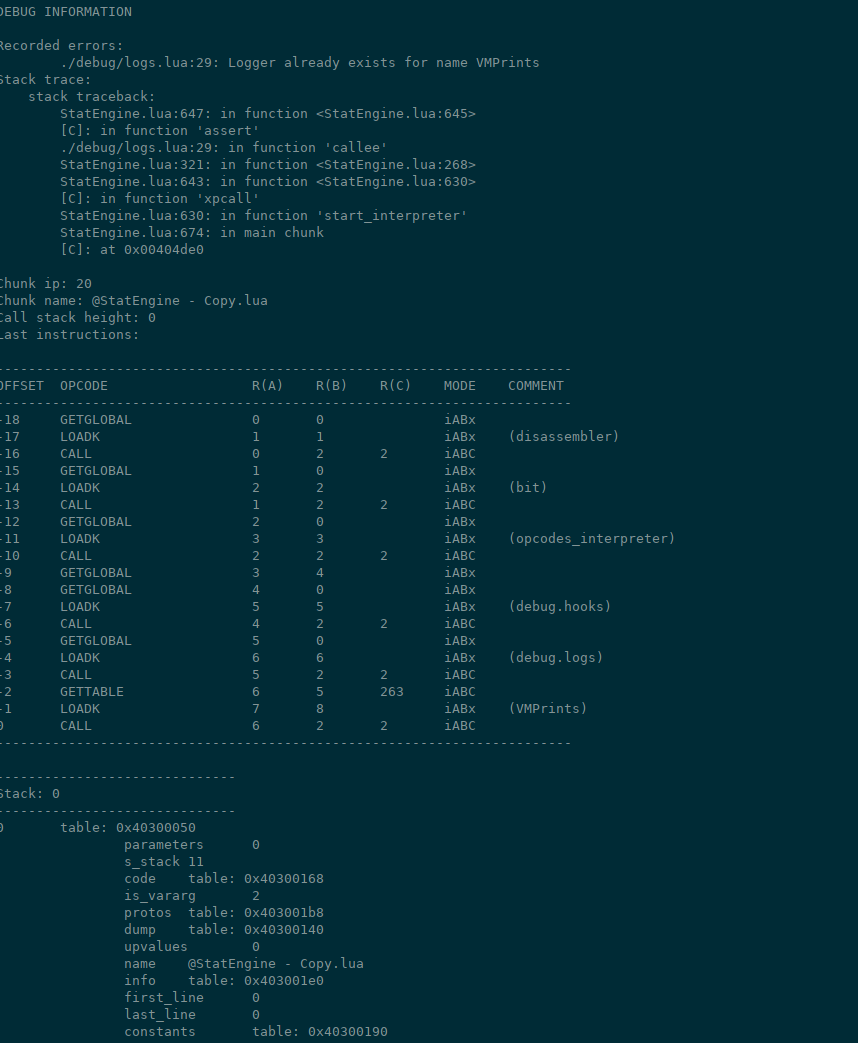 DEBUG INFORMATION
Recorded errors:
./debug/logs.lua:29: Logger already exists for name VMPrints
Stack trace:
stack traceback:
StatEngine.lua:647: in function <StatEngine.lua:645>
[C]: in function 'assert'
./debug/logs.lua:29: in function 'callee'
StatEngine.lua:321: in function <StatEngine.lua:268>
StatEngine.lua:643: in function <StatEngine.lua:630>
[C]: in function 'xpcall'
StatEngine.lua:630: in function 'start_interpreter'
StatEngine.lua:674: in main chunk
[C]: at 0x00404de0
Chunk ip: 20
Chunk name: @StatEngine - Copy.lua
Call stack height: 0
Last instructions:
------------------------------------------------------------------------
OFFSET OPCODE R(A) R(B) R(C) MODE COMMENT
------------------------------------------------------------------------
-18 GETGLOBAL 0 0 iABx
-17 LOADK 1 1 iABx (disassembler)
-16 CALL 0 2 2 iABC
-15 GETGLOBAL 1 0 iABx
-14 LOADK 2 2 iABx (bit)
-13 CALL 1 2 2 iABC
-12 GETGLOBAL 2 0 iABx
-11 LOADK 3 3 iABx (opcodes_interpreter)
-10 CALL 2 2 2 iABC
-9 GETGLOBAL 3 4 iABx
-8 GETGLOBAL 4 0 iABx
-7 LOADK 5 5 iABx (debug.hooks)
-6 CALL 4 2 2 iABC
-5 GETGLOBAL 5 0 iABx
-4 LOADK 6 6 iABx (debug.logs)
-3 CALL 5 2 2 iABC
-2 GETTABLE 6 5 263 iABC
-1 LOADK 7 8 iABx (VMPrints)
0 CALL 6 2 2 iABC
------------------------------------------------------------------------
------------------------------
Stack: 0
------------------------------
0 table: 0x40300050
parameters 0
s_stack 11
code table: 0x40300168
is_vararg 2
protos table: 0x403001b8
dump table: 0x40300140
upvalues 0
name @StatEngine - Copy.lua
info table: 0x403001e0
first_line 0
last_line 0
constants table: 0x40300190